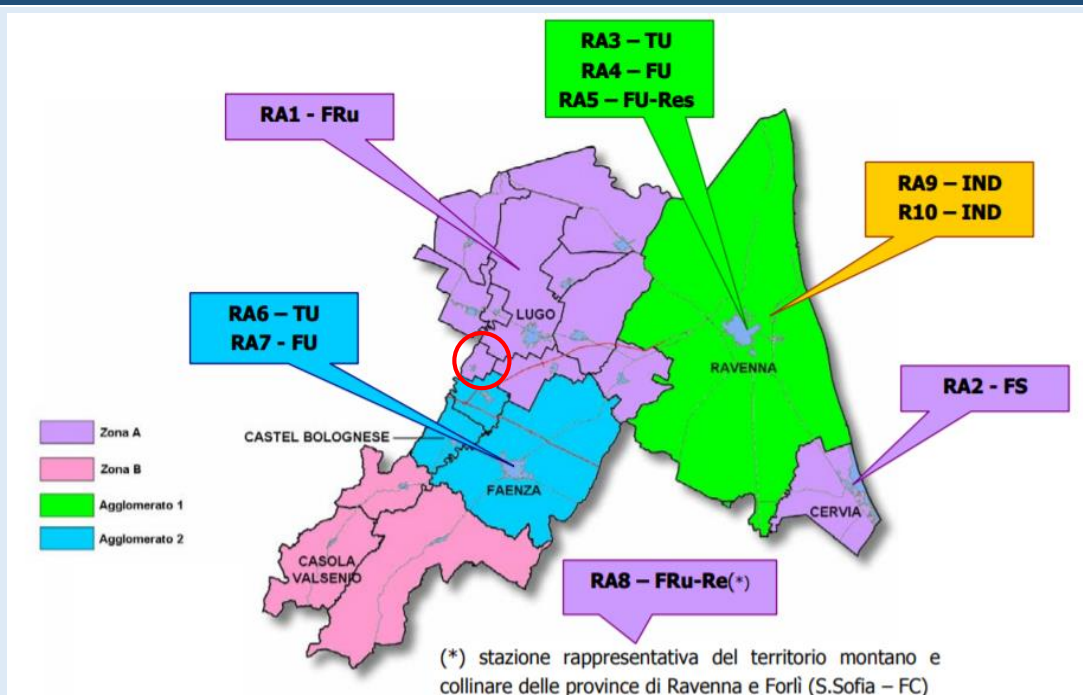 RA3 – TU
RA4 – FU
RA5 – FU-Res
RA1 - FRu
RA9 – IND
R10 – IND
RA6 – TU
RA7 - FU
LUGO
RAVENNA
RA2 - FS
Zona A
Zona B
Agglomerato 1
Agglomerato 2
CASTEL BOLOGNESE
FAENZA
CERVIA
CASOLA
VALSENIO
RA8 – FRu-Re(*)
(*) stazione rappresentativa del territorio montano e
collinare delle province di Ravenna e Forlì (S.Sofia – FC)